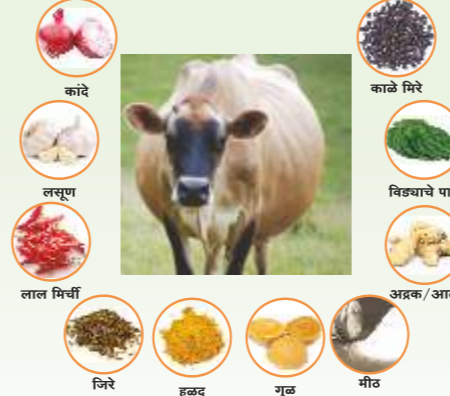 कांदे
काळे मिरे
लसूण
विड्याचे
लाल मिर्ची
अद्रक
जिरे
हळद
गुळ
मीठ